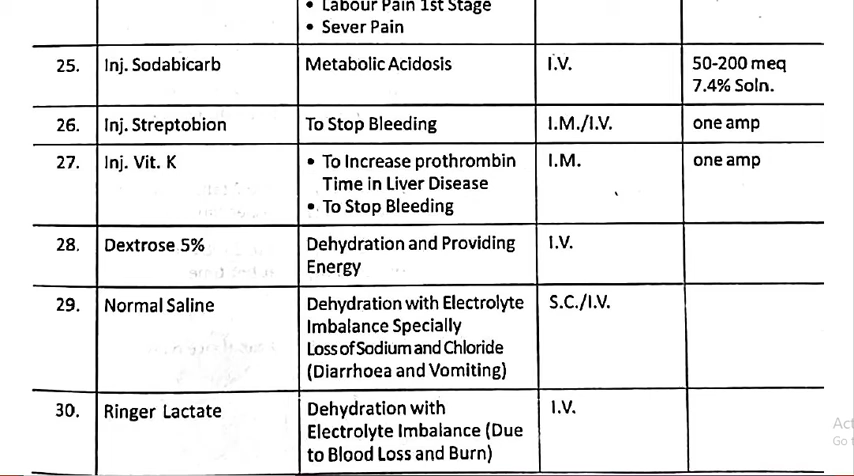 • Labour Pain 1st Stage
• Sever Pain
25. Inj. Sodabicarb Metabolic Acidosis I.V. 50-200 meq
7.4% Soln.
26. Inj. Streptobion To Stop Bleeding I.M./I.V. one amp
27. Inj. Vit. K • To Increase prothrombin I.M. one amp
Time in Liver Disease
• To Stop Bleeding
28. Dextrose 5% Dehydration and Providing I.V.
Energy
29. Normal Saline Dehydration with Electrolyte S.C./I.V.
Imbalance Specially
Loss of Sodium and Chloride
(Diarrhoea and Vomiting)
30. Ringer Lactate Dehydration with I.V.
Electrolyte Imbalance (Due
to Blood Loss and Burn)